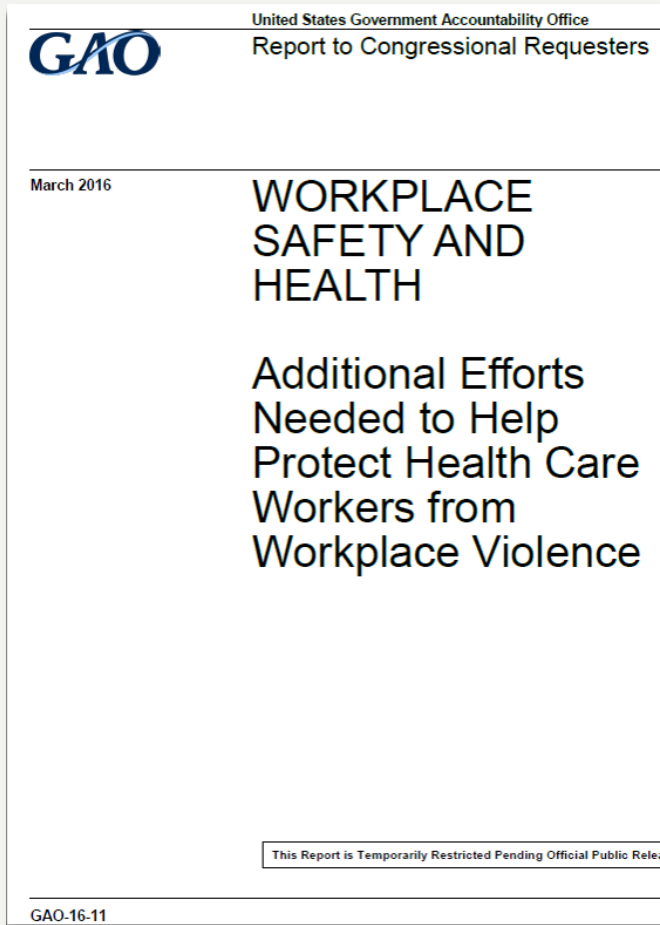 United States Government Accountability Office
GAO
Report to Congressional Requesters
March 2016
WORKPLACE
SAFETY AND
HEALTH
Additional Efforts
Needed to Help
Protect Health Care
Workers from
Workplace Violence
This Report is Temporarily Restricted Pending Official Public
GAO-16-11